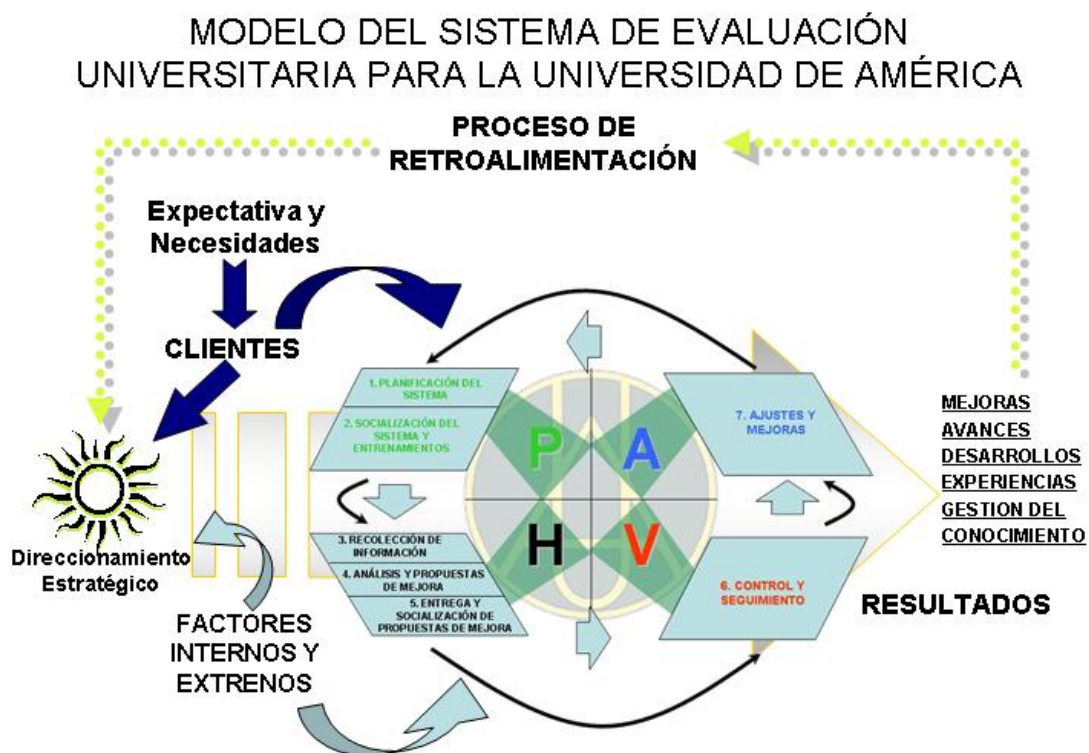 MODELO DEL SISTEMA DE EVALUACIÓN
UNIVERSITARIA PARA LA UNIVERSIDAD DE AMÉRICA
PROCESO DE
RETROALIMENTACIÓN
Expectativa y
Necesidades
CLIENTES
1. PLANIFICACIÓN DEL
SISTEMA
2. SOCIALIZACIÓN DEL
SISTEMA Y
ENTRENAMIENTOS
P
A
7. AJUSTES Y
MEJORAS
MEJORAS
AVANCES
DESARROLLOS
EXPERIENCIAS
GESTION DEL
CONOCIMIENTO
Direccionamiento
Estratégico
3. RECOLECCIÓN DE
INFORMACIÓN
4. ANÁLISIS Y PROPUESTAS
DE MEJORA
5. ENTREGA Y
SOCIALIZACIÓN DE
PROPUESTAS DE MEJORA
H
V
6. CONTROL Y
SEGUIMIENTO
RESULTADOS
FACTORES
INTERNOS Y
EXTRENOS